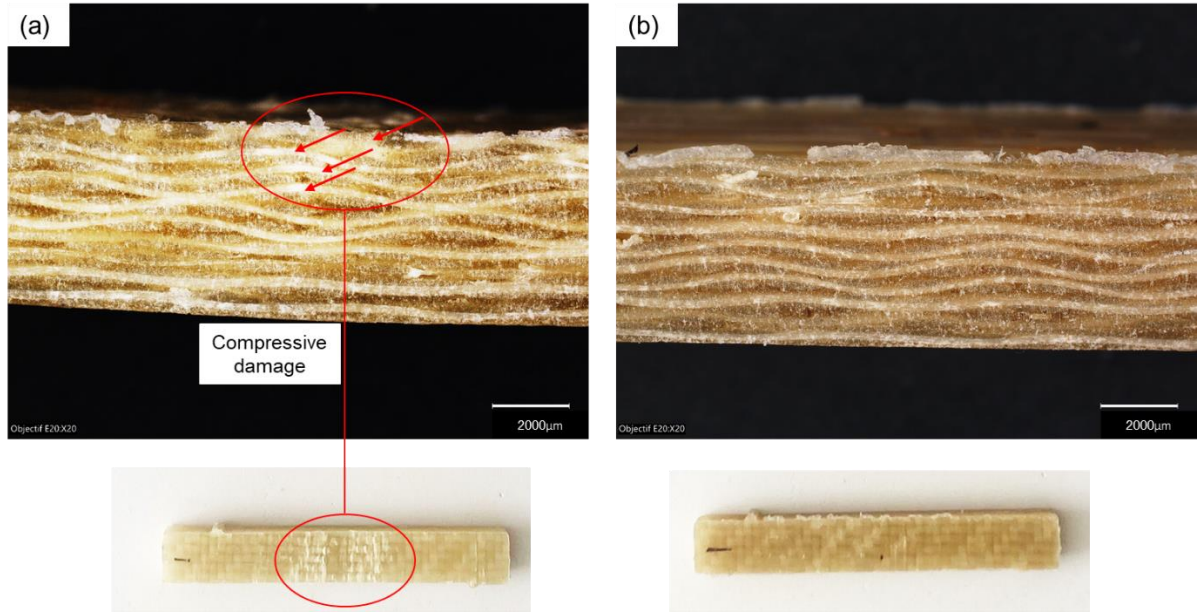 (a)
(b)
Compressive
damage
2000µm
Objectif E20:X20
2000µm
Objectif E20:X20